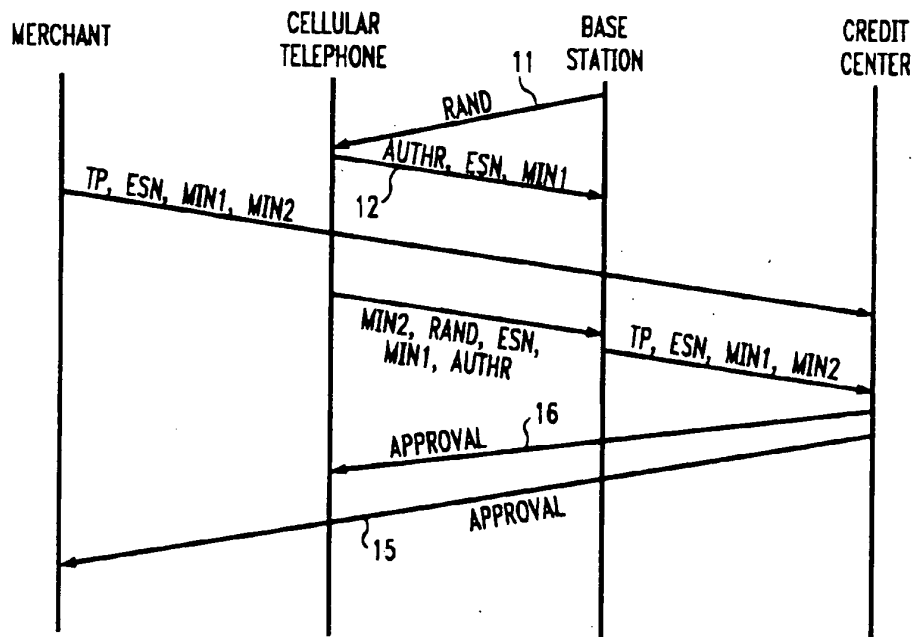 MERCHANT
CELLULAR
TELEPHONE
BASE
STATION
CREDIT
CENTER
11
RAND
AUTHR, ESN, MIN1
12
TP, ESN, MIN1, MIN2
MIN2, RAND, ESN,
MIN1, AUTHR
TP, ESN, MIN1, MIN2
16
APPROVAL
APPROVAL
15